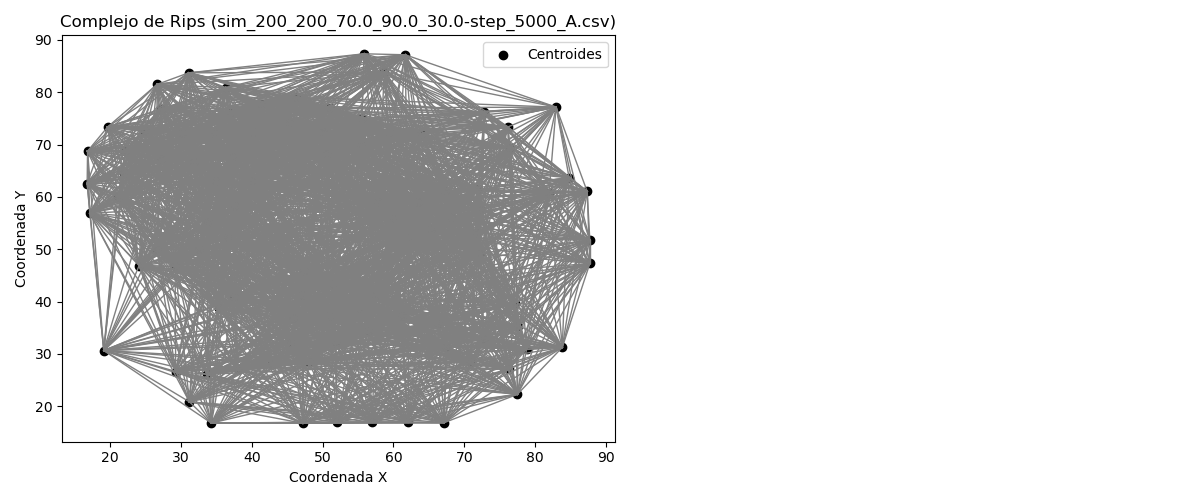 Complejo de Rips (sim_200_200_70.0_90.0_30.0-step_5000_A.csv)
Centroides
90
80
70
60
50
40
30
20
Coordenada Y
20 30 40 50 60 70 80 90
Coordenada X